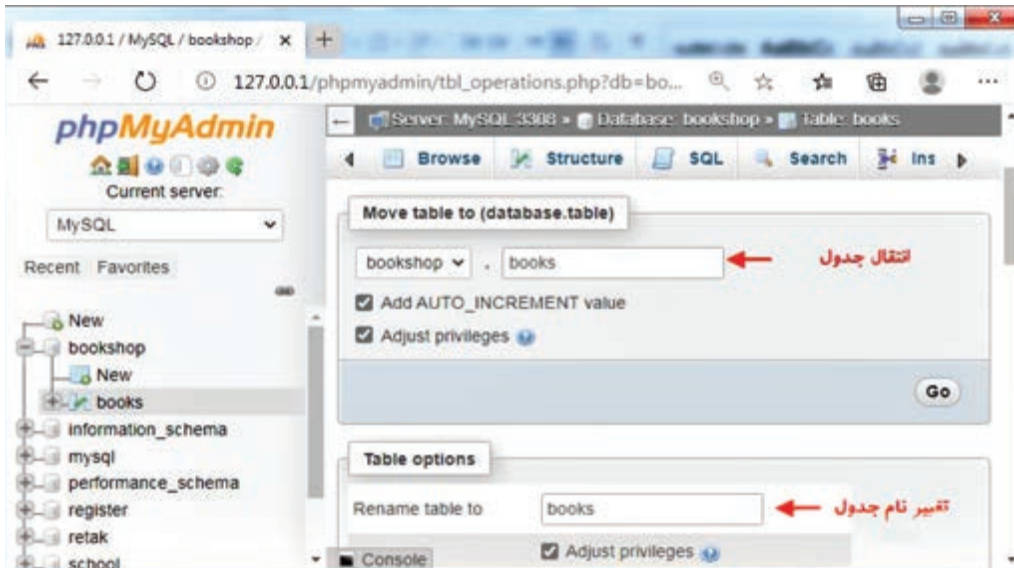 127.0.0.1 / MySQL / bookshop /
127.0.0.1/phpmyadmin/tbl_operations.php?db=bo...
phpMyAdmin
Current server:
MySQL
Recent Favorites
New
bookshop
New
books
information_schema
mysql
performance_schema
register
retak
school
Server: MySQL:3308 » Database: bookshop » Table: books
Browse Structure SQL Search Ins
Move table to (database.table)
bookshop . books
انتقال جدول
Add AUTO_INCREMENT value
Adjust privileges
Go
Table options
Rename table to books
تغییر نام جدول
Adjust privileges
Console